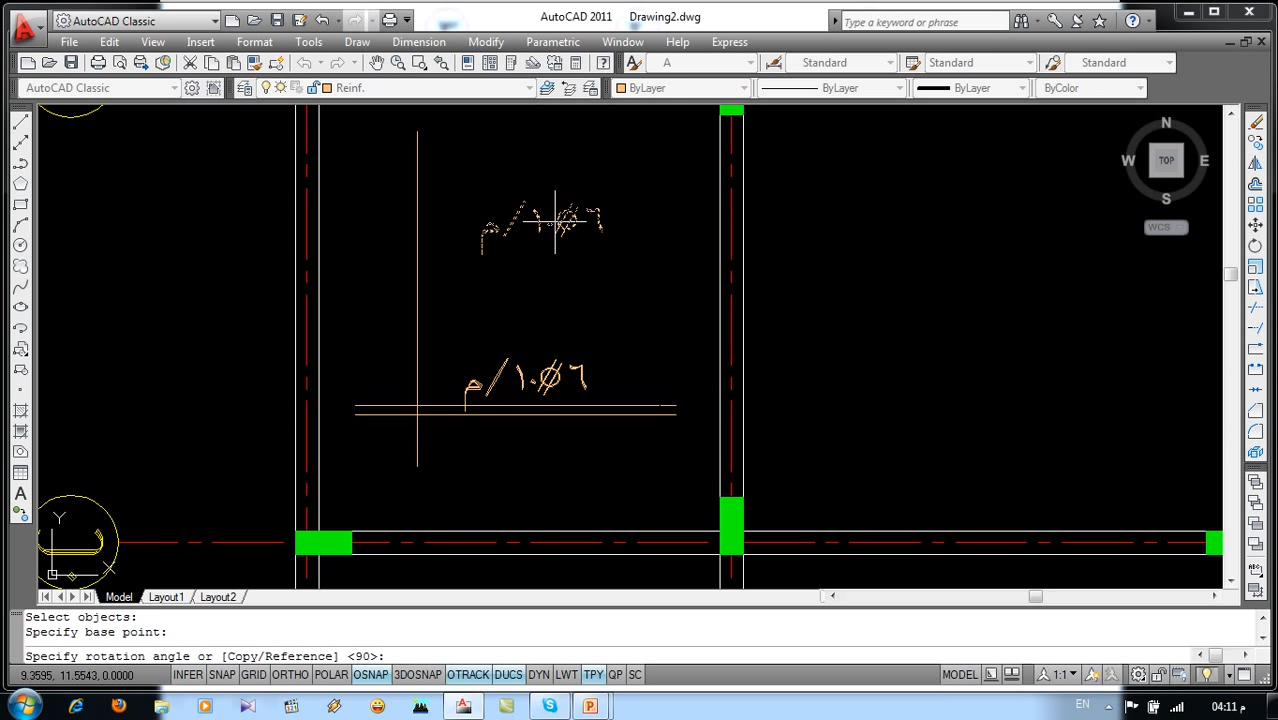 AutoCAD Classic
AutoCAD 2011 Drawing2.dwg
Type a keyword or phrase
File Edit View Insert Format Tools Draw Dimension Modify Parametric Window Help Express
A Standard Standard Standard
AutoCAD Classic Reinf. ByLayer ByLayer ByLayer ByColor
N
W TOP E
S
WCS
٦ Ø ١٠/م
٦ Ø ١٠/م
Y
X
Model Layout1 Layout2
Select objects:
Specify base point:
Specify rotation angle or [Copy/Reference] <90>:
9.3595, 11.5543, 0.0000 INFER SNAP GRID ORTHO POLAR OSNAP 3DOSNAP OTRACK DUCS DYN LWT TPY QP SC MODEL 1:1
EN 04:11 م